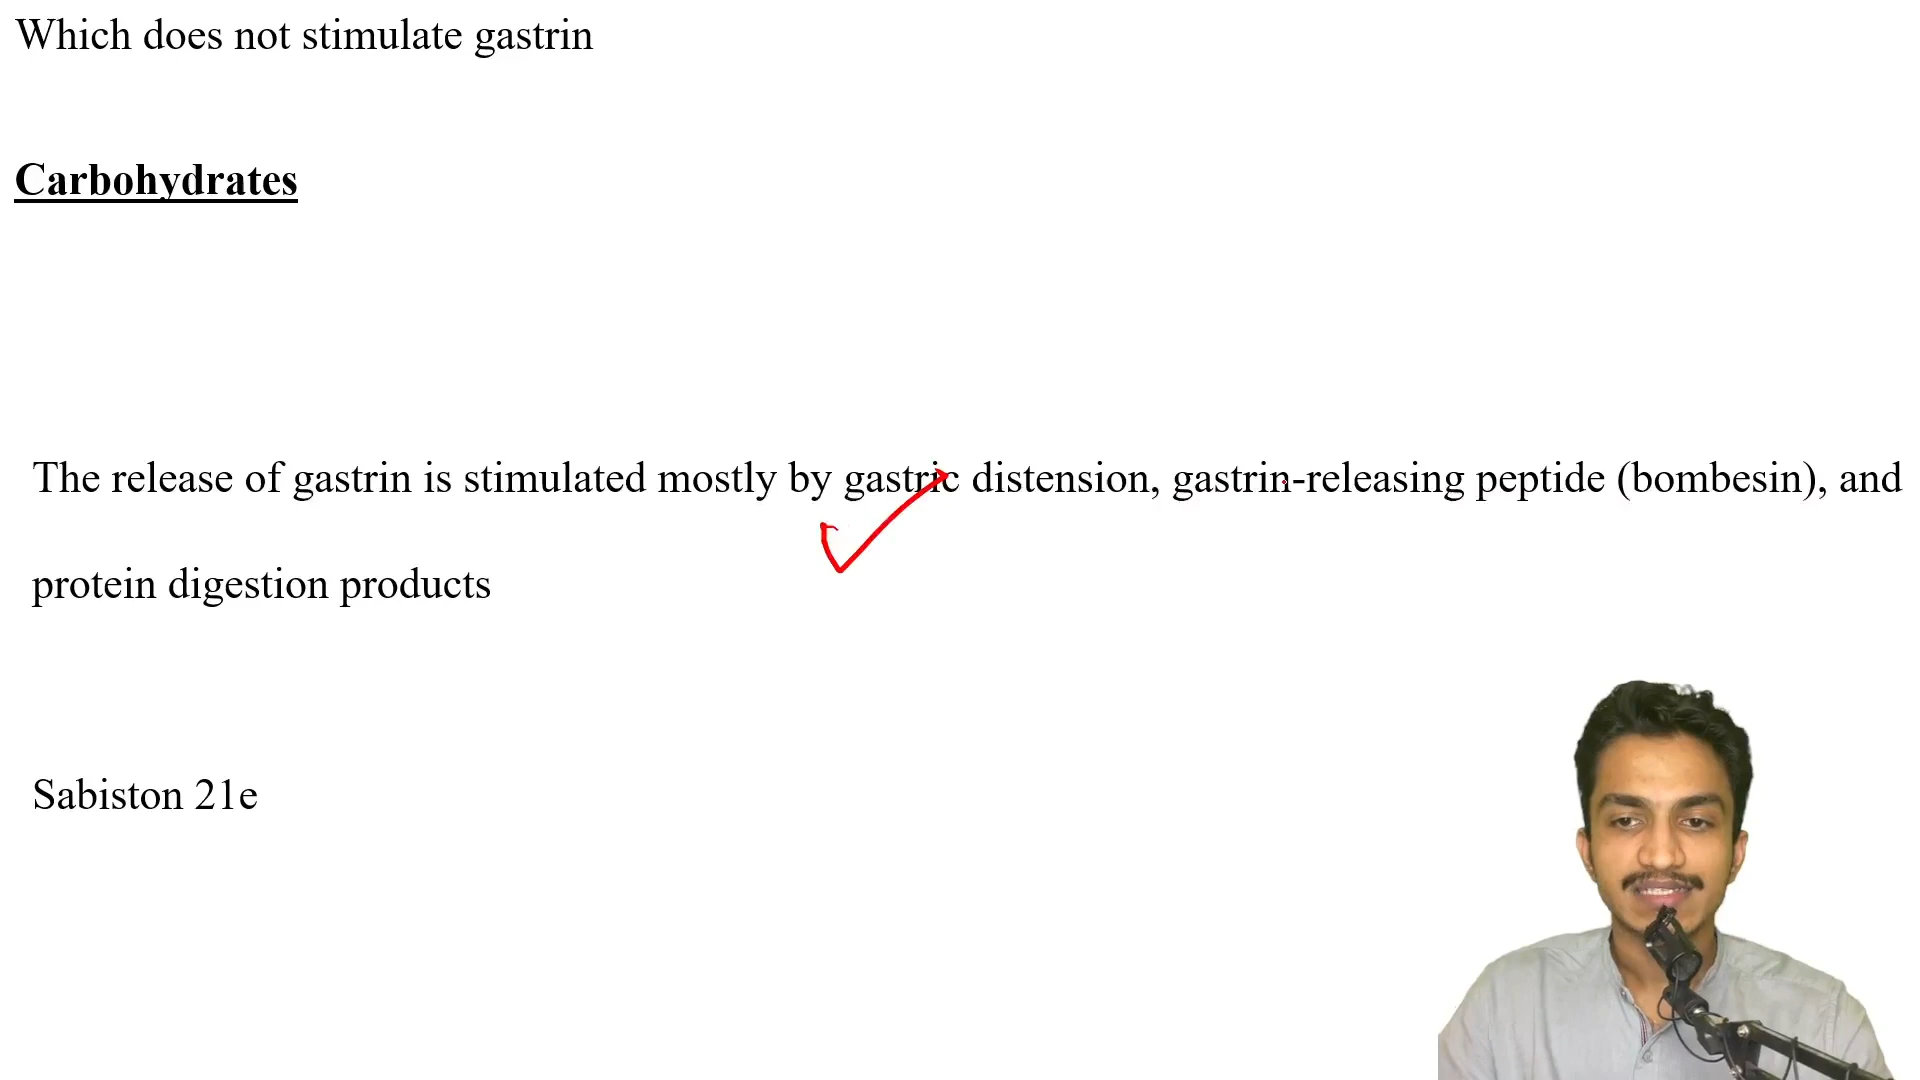 Which does not stimulate gastrin
Carbohydrates
The release of gastrin is stimulated mostly by gastric distension, gastrin-releasing peptide (bombesin), and
protein digestion products
Sabiston 21e